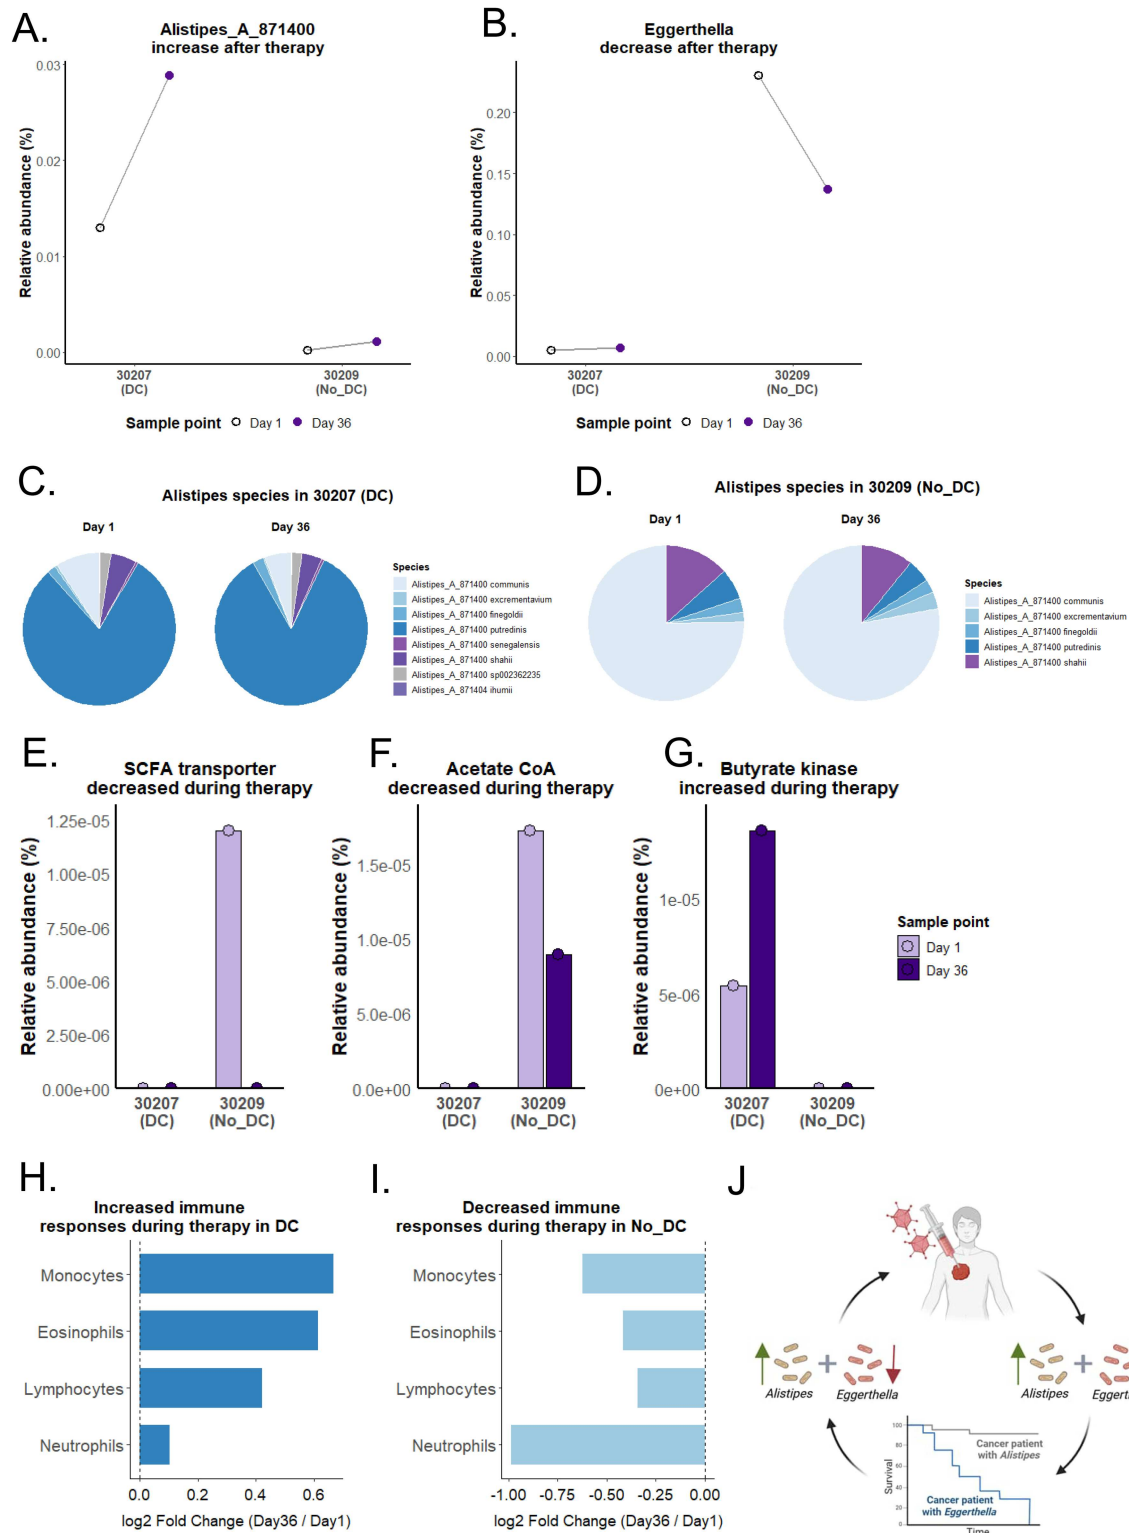 A.
Alistipes_A_871400
increase after therapy
Relative abundance (%)
0.03
0.02
0.01
0.00
30207
(DC)
30209
(No_DC)
Sample point Day 1 Day 36
B.
Eggerthella
decrease after therapy
Relative abundance (%)
0.20
0.15
0.10
0.05
0.00
30207
(DC)
30209
(No_DC)
Sample point Day 1 Day 36
C.
Alistipes species in 30207 (DC)
Day 1
Day 36
Species
Alistipes_A_871400 communis
Alistipes_A_871400 excrementavium
Alistipes_A_871400 finegoldii
Alistipes_A_871400 putredinis
Alistipes_A_871400 senegalensis
Alistipes_A_871400 shahii
Alistipes_A_871400 sp002362235
Alistipes_A_871404 ihumii
D.
Alistipes species in 30209 (No_DC)
Day 1
Day 36
Species
Alistipes_A_871400 communis
Alistipes_A_871400 excrementavium
Alistipes_A_871400 finegoldii
Alistipes_A_871400 putredinis
Alistipes_A_871400 shahii
E.
SCFA transporter
decreased during therapy
Relative abundance (%)
1.25e-05
1.00e-05
7.50e-06
5.00e-06
2.50e-06
0.00e+00
30207
(DC)
30209
(No_DC)
F.
Acetate CoA
decreased during therapy
Relative abundance (%)
1.5e-05
1.0e-05
5.0e-06
0.0e+00
30207
(DC)
30209
(No_DC)
G.
Butyrate kinase
increased during therapy
Relative abundance (%)
1e-05
5e-06
0e+00
30207
(DC)
30209
(No_DC)
Sample point
Day 1
Day 36
H.
Increased immune
responses during therapy in DC
Monocytes
Eosinophils
Lymphocytes
Neutrophils
0.0
0.2
0.4
0.6
log2 Fold Change (Day36 / Day1)
I.
Decreased immune
responses during therapy in No_DC
Monocytes
Eosinophils
Lymphocytes
Neutrophils
-1.00
-0.75
-0.50
-0.25
0.00
log2 Fold Change (Day36 / Day1)
J
+
Alistipes
Eggerthella
+
Alistipes
Eggert
100
80
60
40
20
0
Survival
Cancer patient
with Alistipes
Cancer patient
with Eggerthella
Time